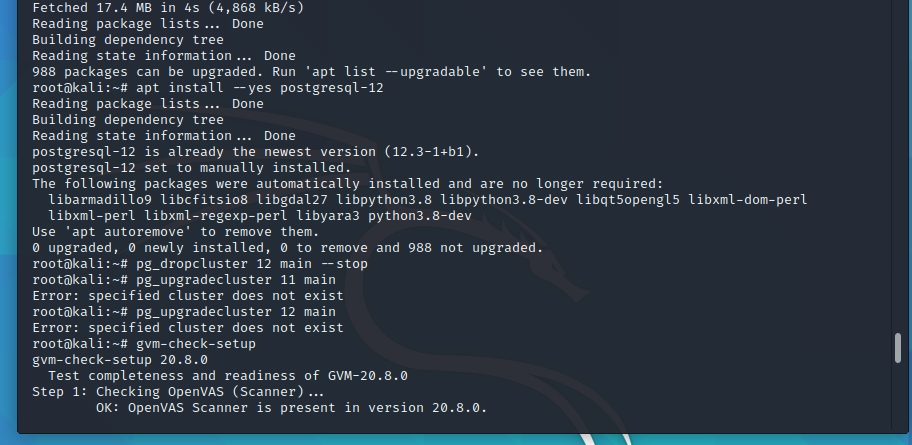 Fetched 17.4 MB in 4s (4,868 kB/s)
Reading package lists... Done
Building dependency tree
Reading state information... Done
988 packages can be upgraded. Run 'apt list --upgradable' to see them.
root@kali:~# apt install --yes postgresql-12
Reading package lists... Done
Building dependency tree
Reading state information... Done
postgresql-12 is already the newest version (12.3-1+b1).
postgresql-12 set to manually installed.
The following packages were automatically installed and are no longer required:
  libarmadillo9 libcfitsio8 libgdal27 libpython3.8 libpython3.8-dev libqt5opengl5 libxml-dom-perl
  libxml-perl libxml-regexp-perl libyara3 python3.8-dev
Use 'apt autoremove' to remove them.
0 upgraded, 0 newly installed, 0 to remove and 988 not upgraded.
root@kali:~# pg_dropcluster 12 main --stop
root@kali:~# pg_upgradecluster 11 main
Error: specified cluster does not exist
root@kali:~# pg_upgradecluster 12 main
Error: specified cluster does not exist
root@kali:~# gvm-check-setup
gvm-check-setup 20.8.0
  Test completeness and readiness of GVM-20.8.0
Step 1: Checking OpenVAS (Scanner)...
        OK: OpenVAS Scanner is present in version 20.8.0.